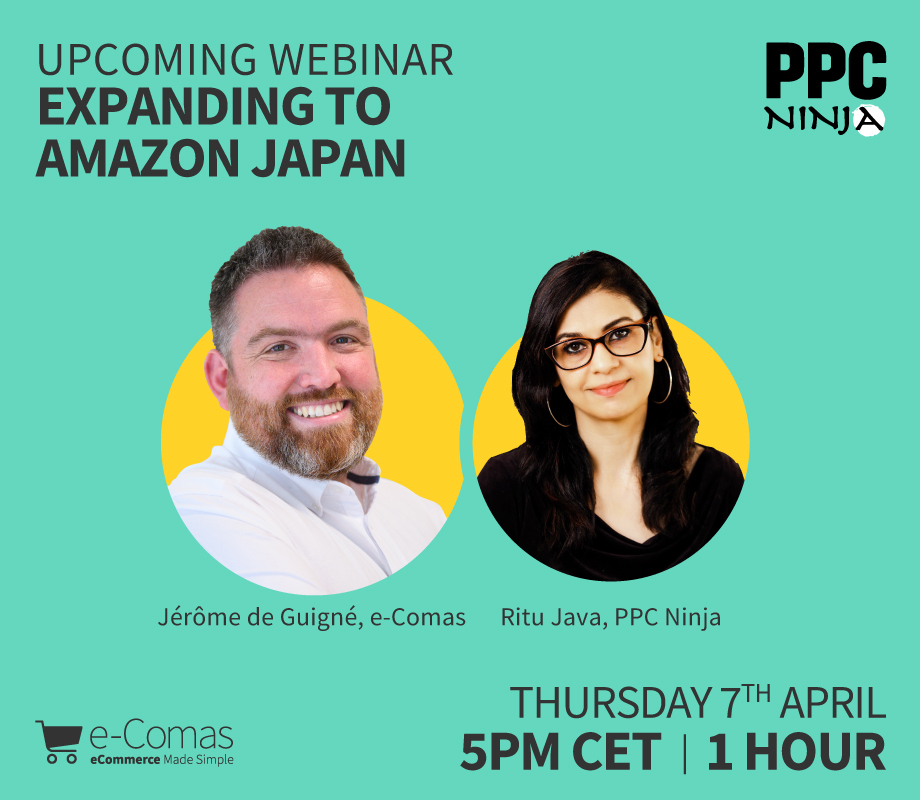 UPCOMING WEBINAR
EXPANDING TO
AMAZON JAPAN
PPC
NINJA
Jérôme de Guigné, e-Comas
Ritu Java, PPC Ninja
THURSDAY 7TH APRIL
5PM CET | 1 HOUR
e-Comas
eCommerce Made Simple